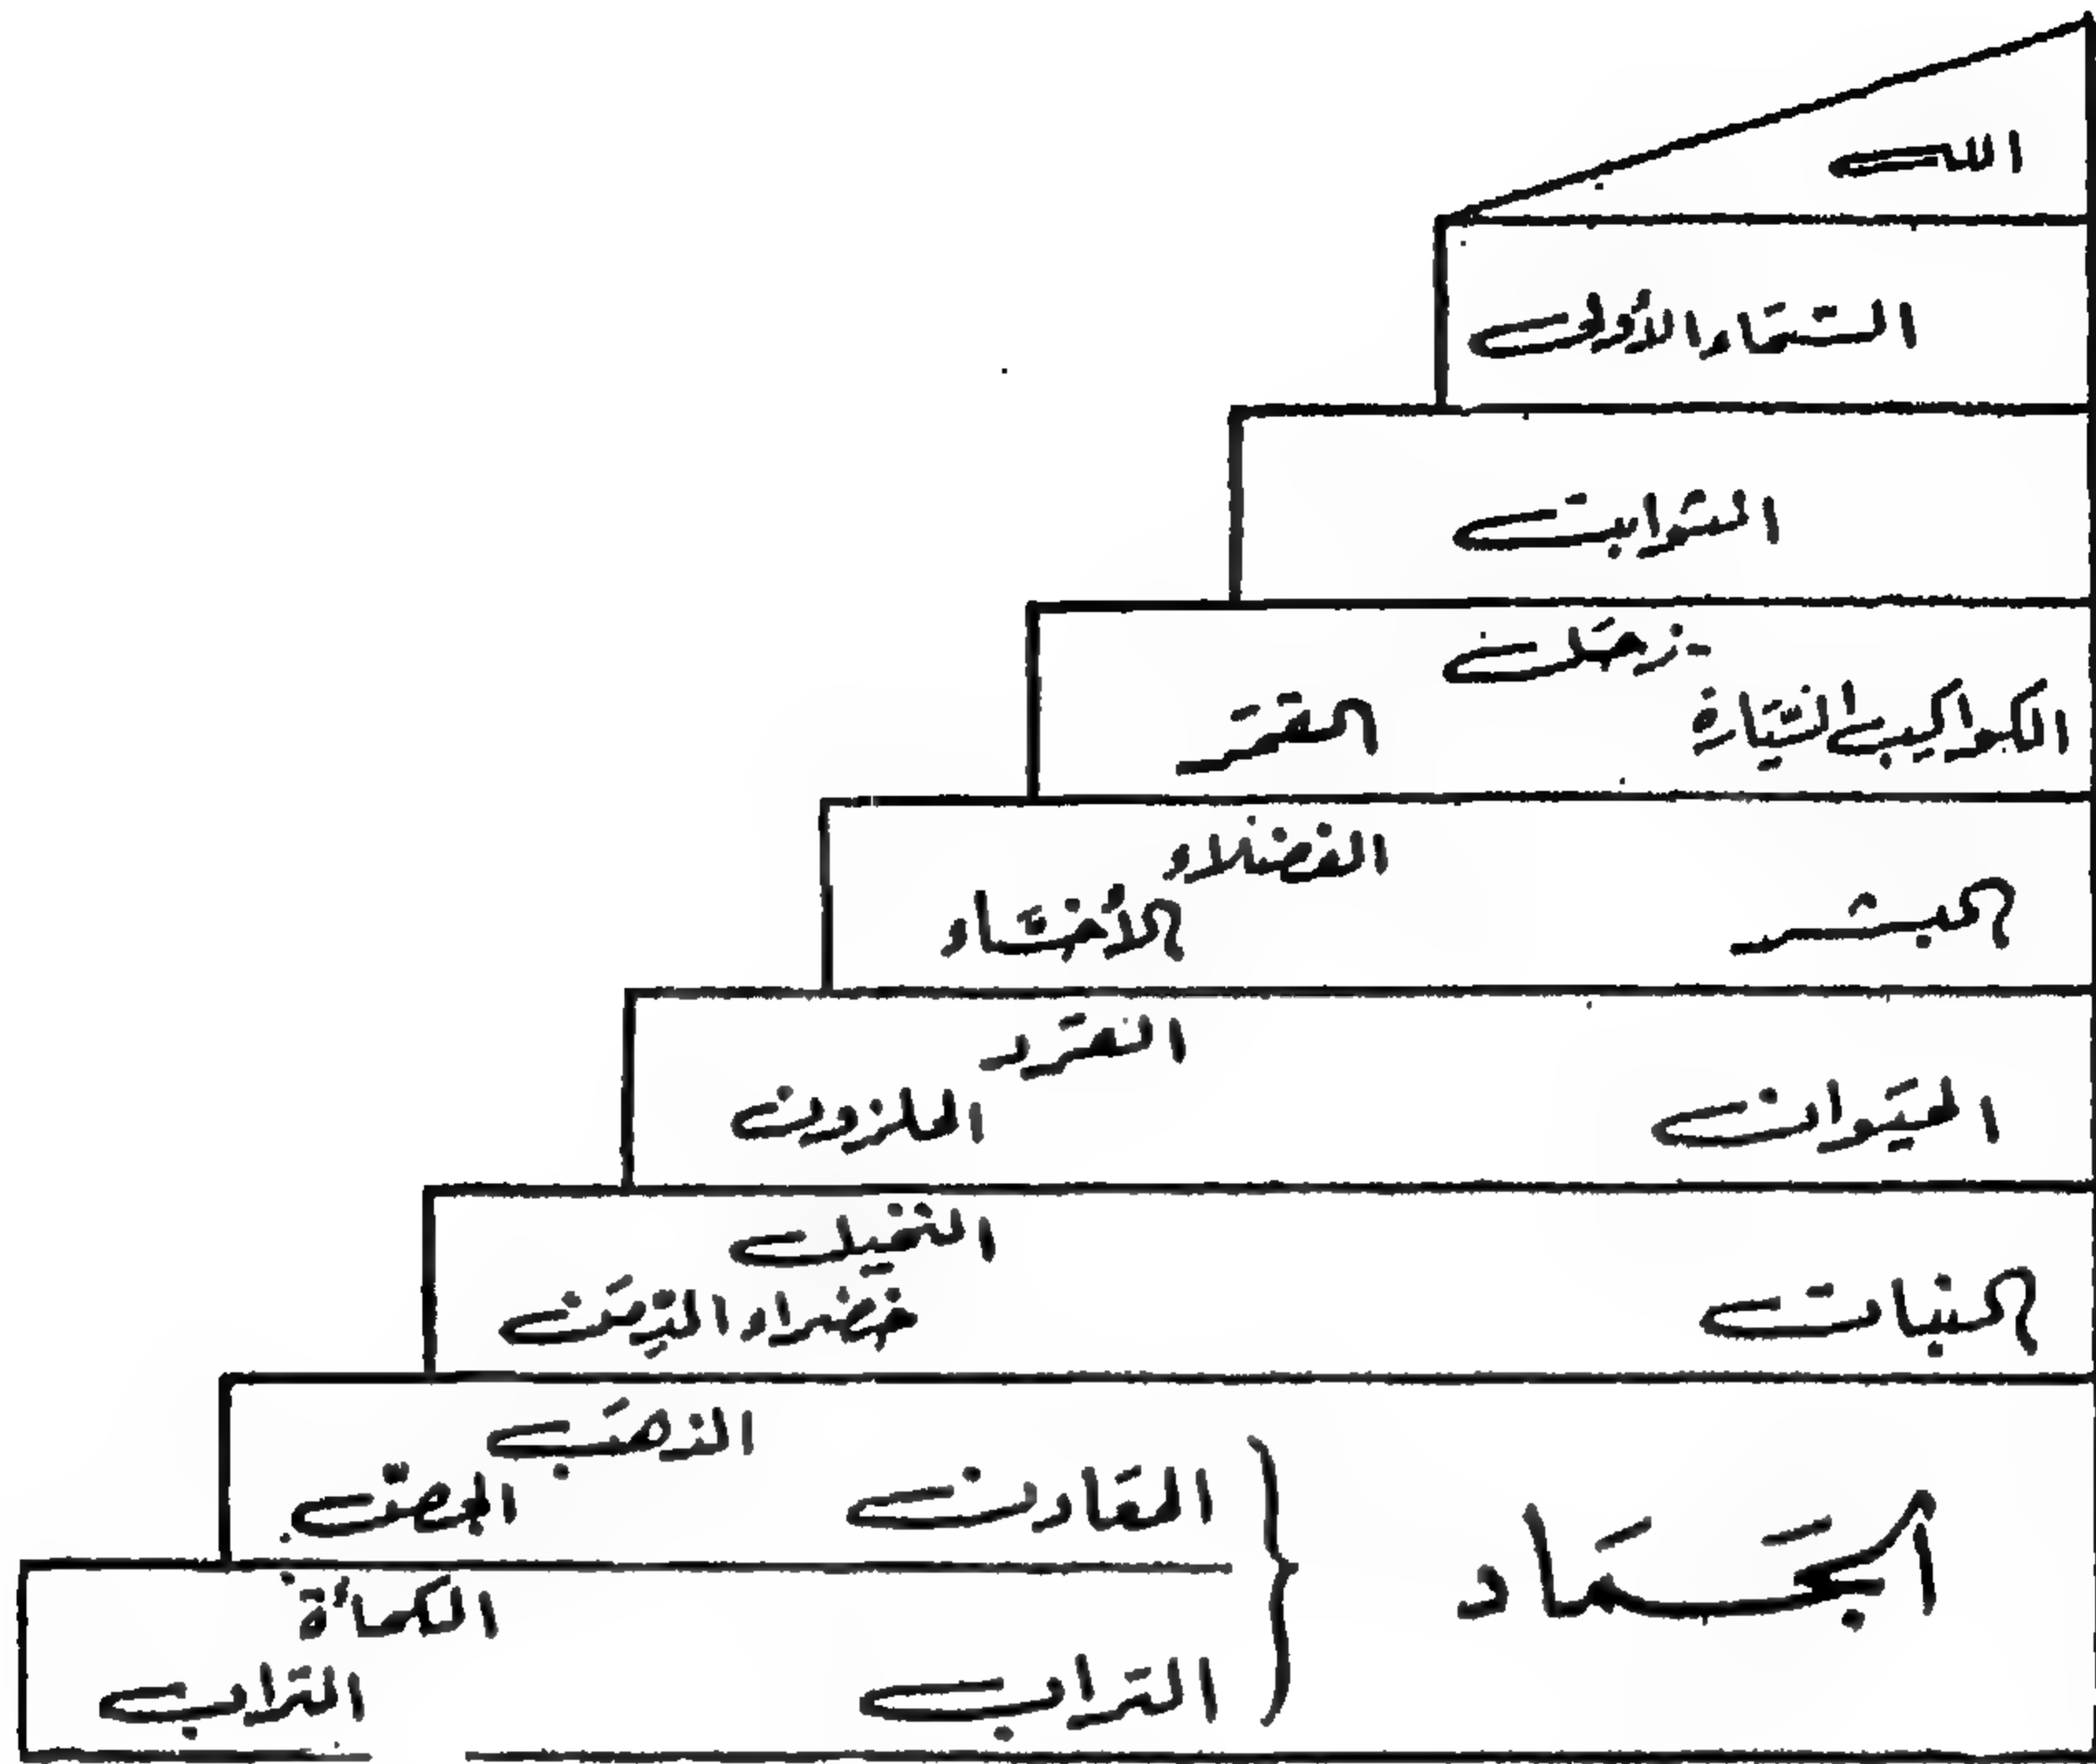 الله
السماء الأولى
الثوابت
زحل
الكواكب السيارة
القمر
الفضلاء
البشر
الأخساء
القرد
الحيوان
الحلزون
النخيل
النبات
خضراء الدمن
الذهب
الجماد
المعادن
الجص
الكمأة
التراب
التراب